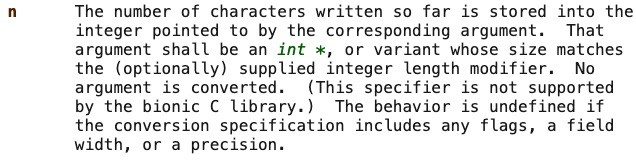 n The number of characters written so far is stored into the
integer pointed to by the corresponding argument. That
argument shall be an int *, or variant whose size matches
the (optionally) supplied integer length modifier. No
argument is converted. (This specifier is not supported
by the bionic C library.) The behavior is undefined if
the conversion specification includes any flags, a field
width, or a precision.